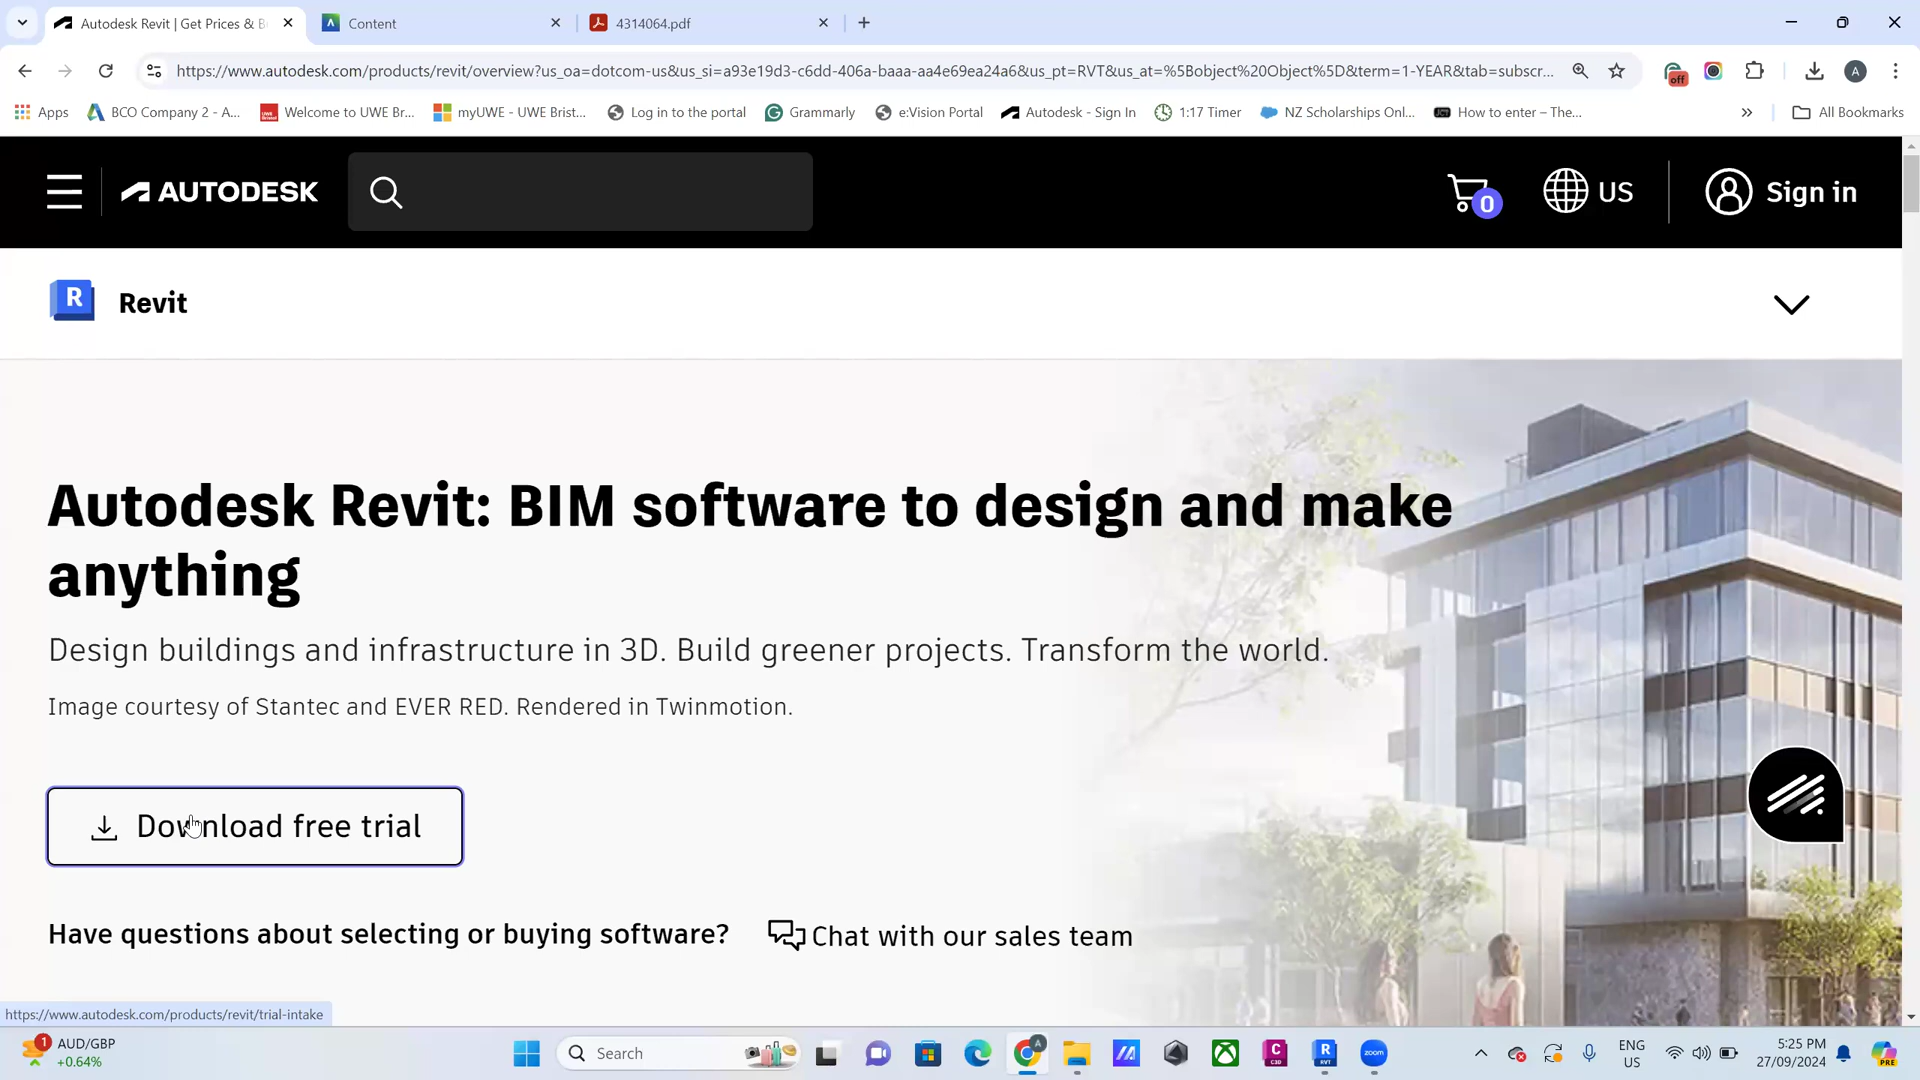 Autodesk Revit | Get Prices & B
Content
4314064.pdf
https://www.autodesk.com/products/revit/overview?us_oa=dotcom-us&us_si=a93e19d3-c6dd-406a-baaa-aa4e69ea24a6&us_pt=RVT&us_at=%5Bobject%20Object%5D&term=1-YEAR&tab=subscr...
off
A
Apps
BCO Company 2 - A...
Welcome to UWE Br...
myUWE - UWE Brist...
Log in to the portal
Grammarly
e:Vision Portal
Autodesk - Sign In
1:17 Timer
NZ Scholarships Onl...
How to enter – The...
»
All Bookmarks
AUTODESK
0
US
Sign in
R
Revit
Autodesk Revit: BIM software to design and make
anything
Design buildings and infrastructure in 3D. Build greener projects. Transform the world.
Image courtesy of Stantec and EVER RED. Rendered in Twinmotion.
Download free trial
Have questions about selecting or buying software?
Chat with our sales team
https://www.autodesk.com/products/revit/trial-intake
1
AUD/GBP
+0.64%
Search
A
C
C3D
R
RVT
zoom
ENG
US
5:25 PM
27/09/2024
PRE